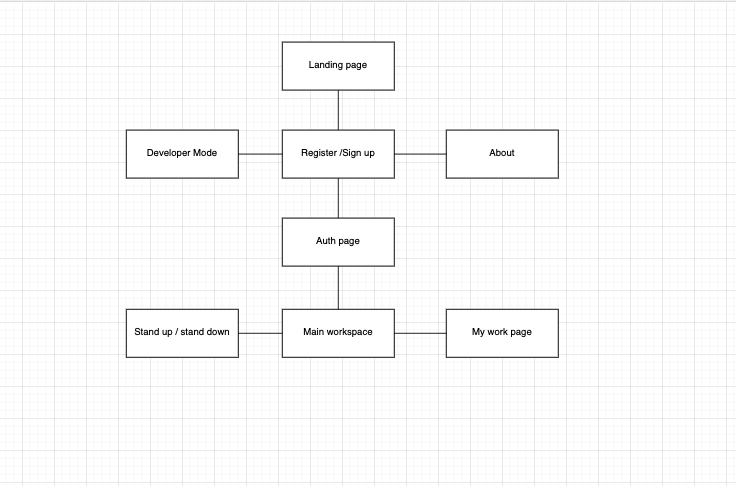 Landing page
Developer Mode
Register /Sign up
About
Auth page
Stand up / stand down
Main workspace
My work page